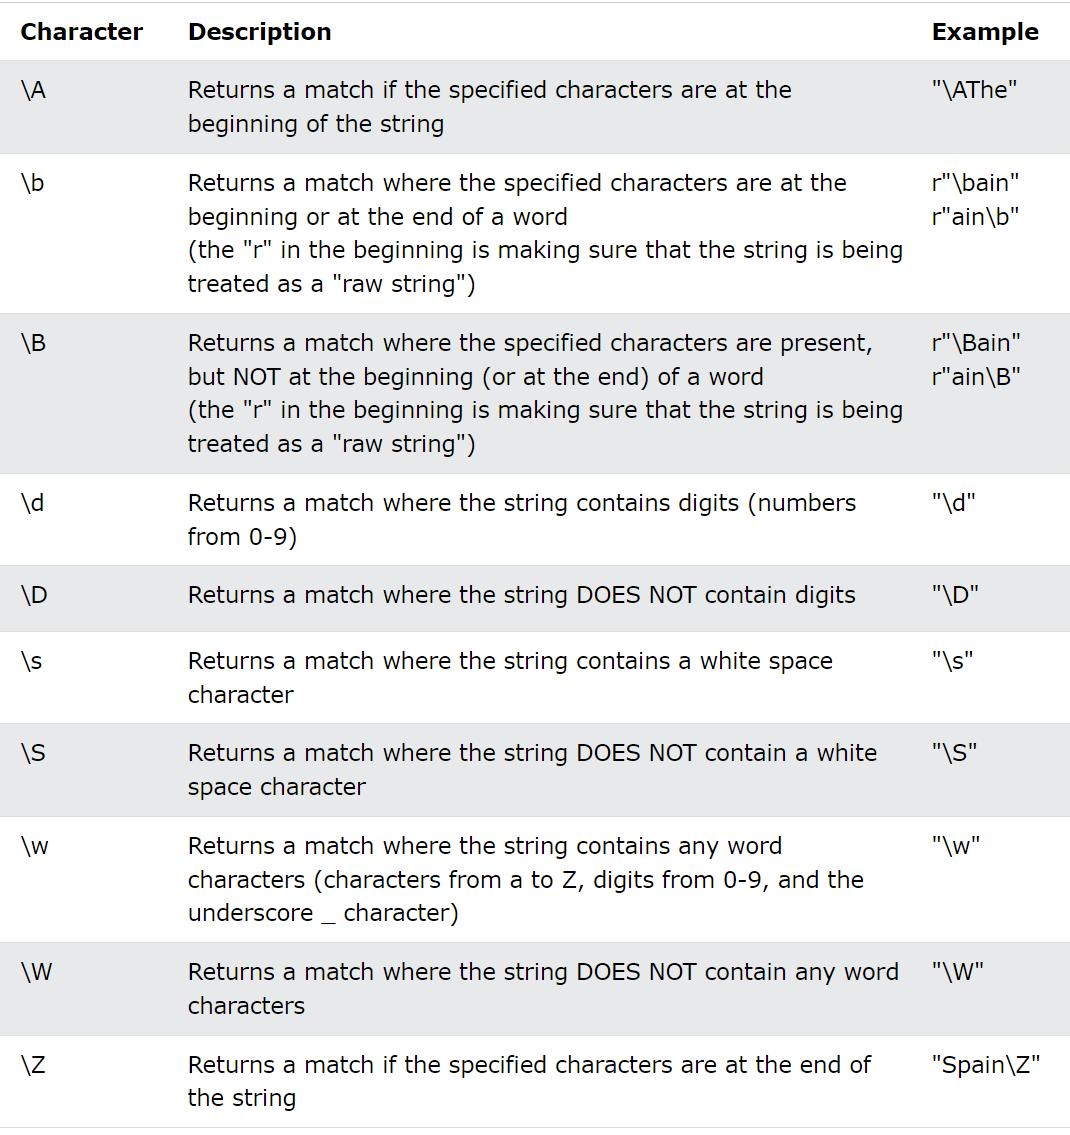 Character Description Example
\A Returns a match if the specified characters are at the "\AThe"
beginning of the string
\b Returns a match where the specified characters are at the r"\bain"
beginning or at the end of a word r"ain\b"
(the "r" in the beginning is making sure that the string is being
treated as a "raw string")
\B Returns a match where the specified characters are present, r"\Bain"
but NOT at the beginning (or at the end) of a word r"ain\B"
(the "r" in the beginning is making sure that the string is being
treated as a "raw string")
\d Returns a match where the string contains digits (numbers "\d"
from 0-9)
\D Returns a match where the string DOES NOT contain digits "\D"
\s Returns a match where the string contains a white space "\s"
character
\S Returns a match where the string DOES NOT contain a white "\S"
space character
\w Returns a match where the string contains any word "\w"
characters (characters from a to Z, digits from 0-9, and the
underscore _ character)
\W Returns a match where the string DOES NOT contain any word "\W"
characters
\Z Returns a match if the specified characters are at the end of "Spain\Z"
the string